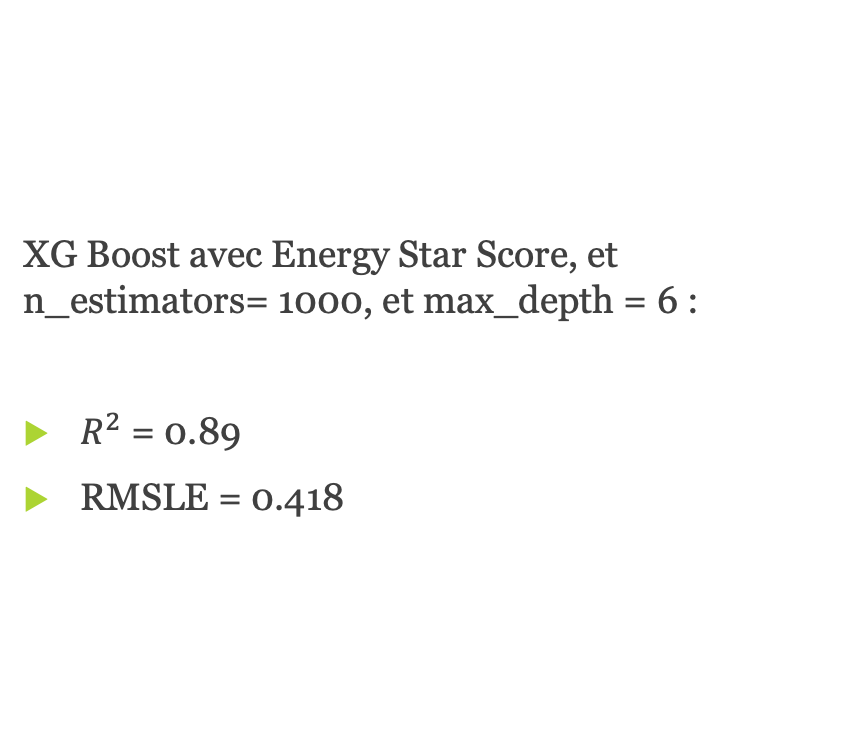 XG Boost avec Energy Star Score, et
n_estimators= 1000, et max_depth = 6 :
R² = 0.89
RMSLE = 0.418